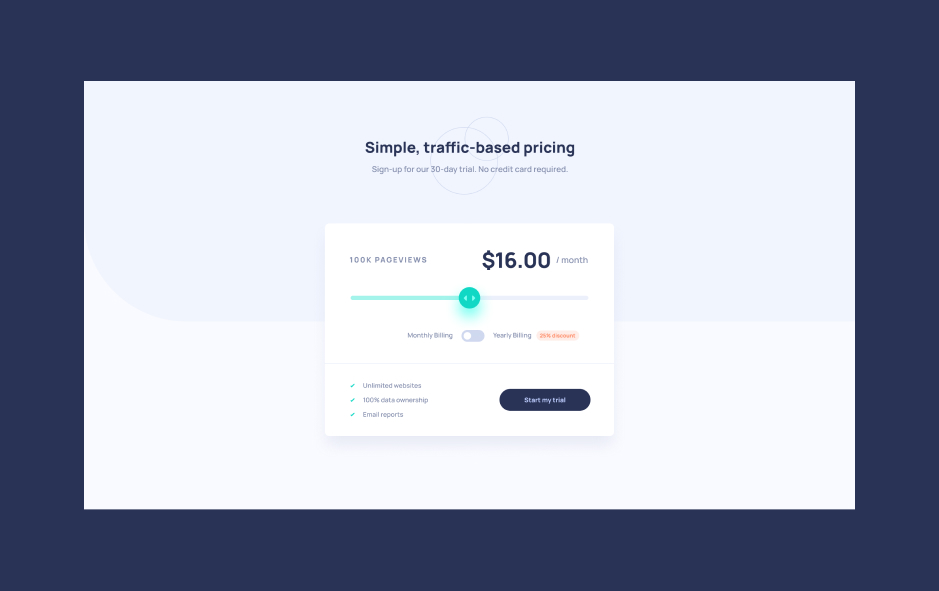 Simple, traffic-based pricing
Sign-up for our 30-day trial. No credit card required.
100K PAGEVIEWS
$16.00 / month
Monthly Billing
Yearly Billing
25% discount
✔ Unlimited websites
✔ 100% data ownership
✔ Email reports
Start my trial